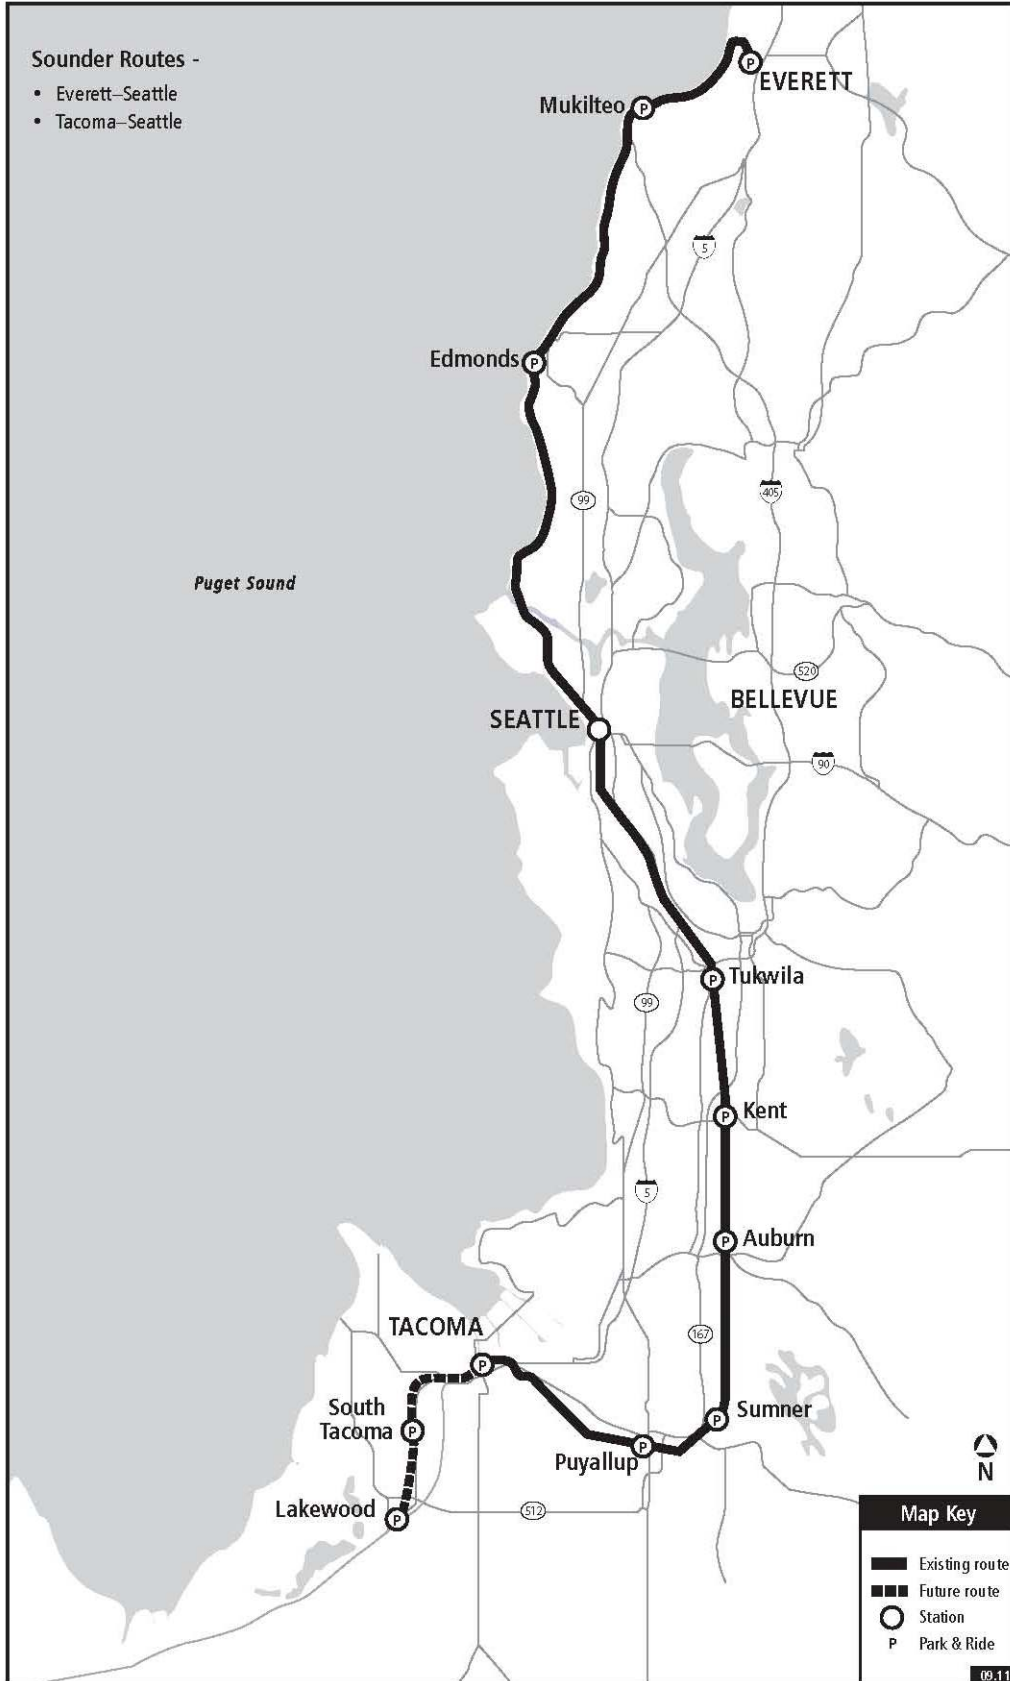 Sounder Routes -
• Everett–Seattle
• Tacoma–Seattle
EVERETT
Mukilteo
P
P
5
Edmonds
P
99
405
Puget Sound
520
BELLEVUE
SEATTLE
90
Tukwila
P
99
Kent
P
5
Auburn
P
TACOMA
167
P
South
Tacoma
P
Sumner
P
Puyallup
P
Lakewood
P
512
N
Map Key
Existing route
Future route
Station
P Park & Ride
09.11